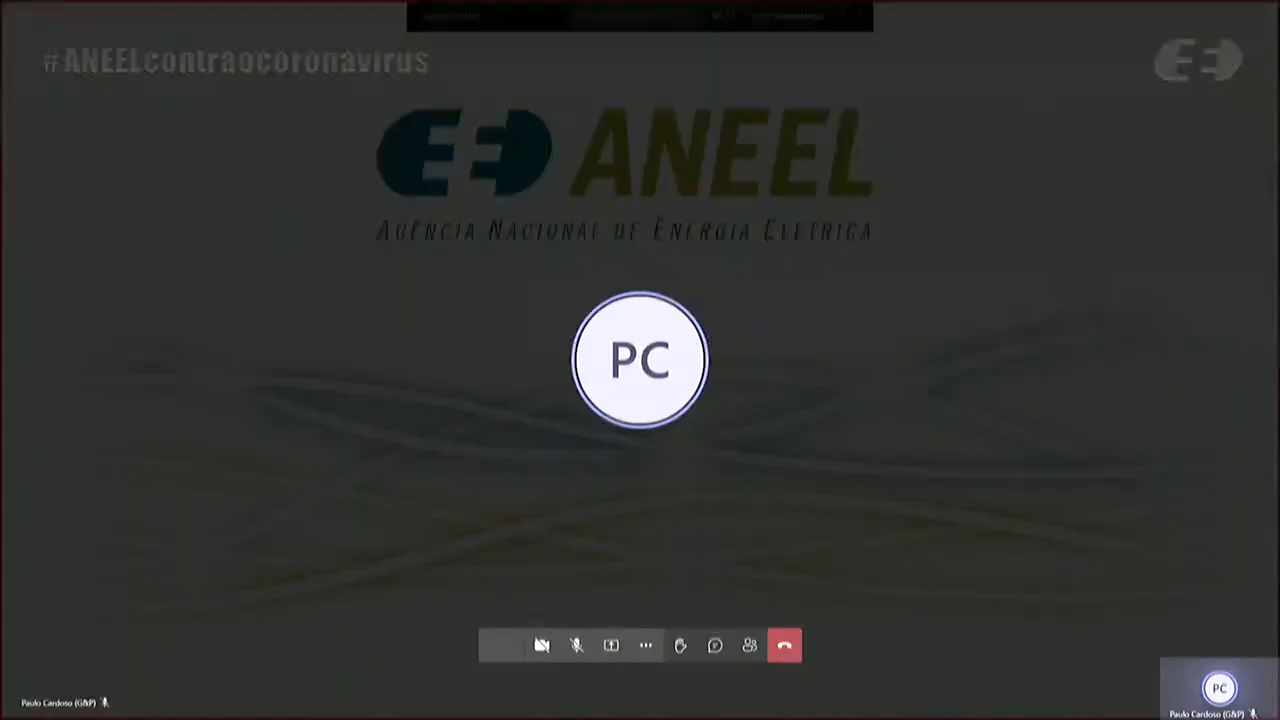 #ANEELcontraocoronavirus
ANEEL
AGÊNCIA NACIONAL DE ENERGIA ELÉTRICA
PC
Paulo Cardoso (G&P)
PC
Paulo Cardoso (G&P)